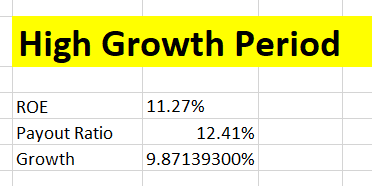 High Growth Period
ROE 11.27%
Payout Ratio 12.41%
Growth 9.87139300%